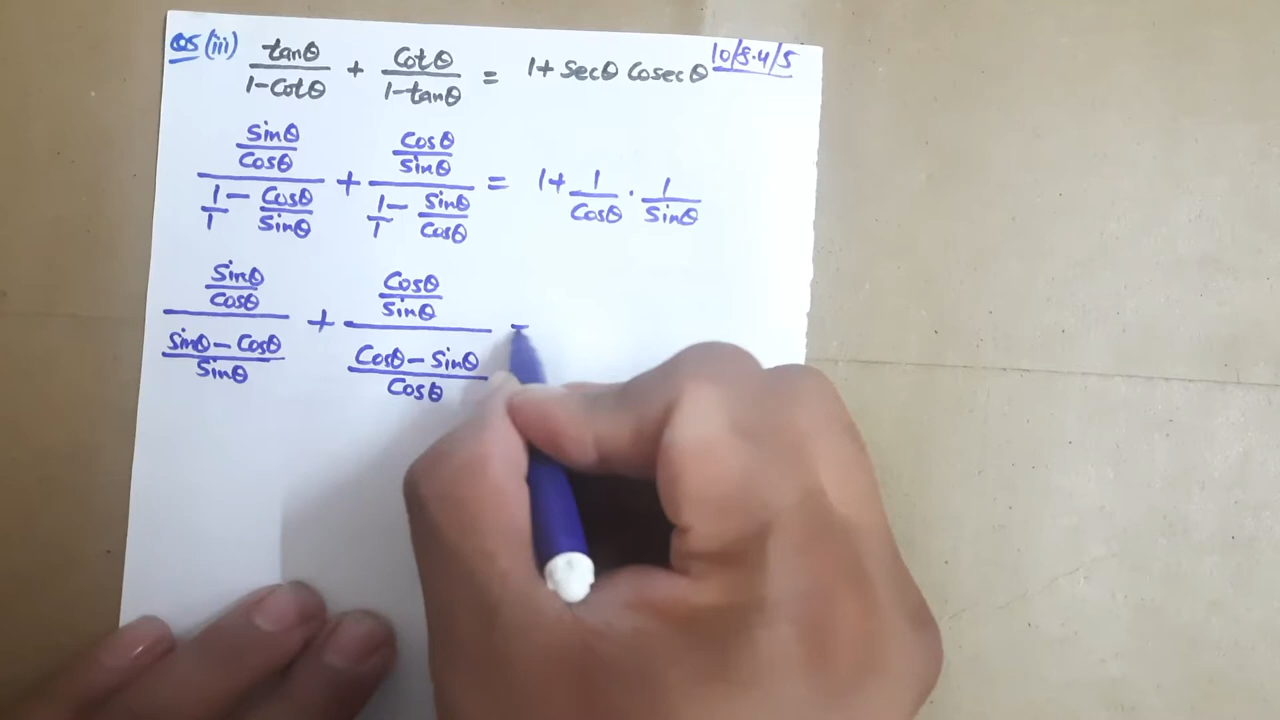 Q5 (iii) tanθ/1-Cotθ + Cotθ/1-tanθ = 1+ Secθ Cosecθ 10/8.4/5
(Sinθ/Cosθ)/(1/1 - Cosθ/Sinθ) + (Cosθ/Sinθ)/(1/1 - Sinθ/Cosθ) = 1+ 1/Cosθ · 1/Sinθ
(Sinθ/Cosθ)/((Sinθ - Cosθ)/Sinθ) + (Cosθ/Sinθ)/((Cosθ - Sinθ)/Cosθ) -